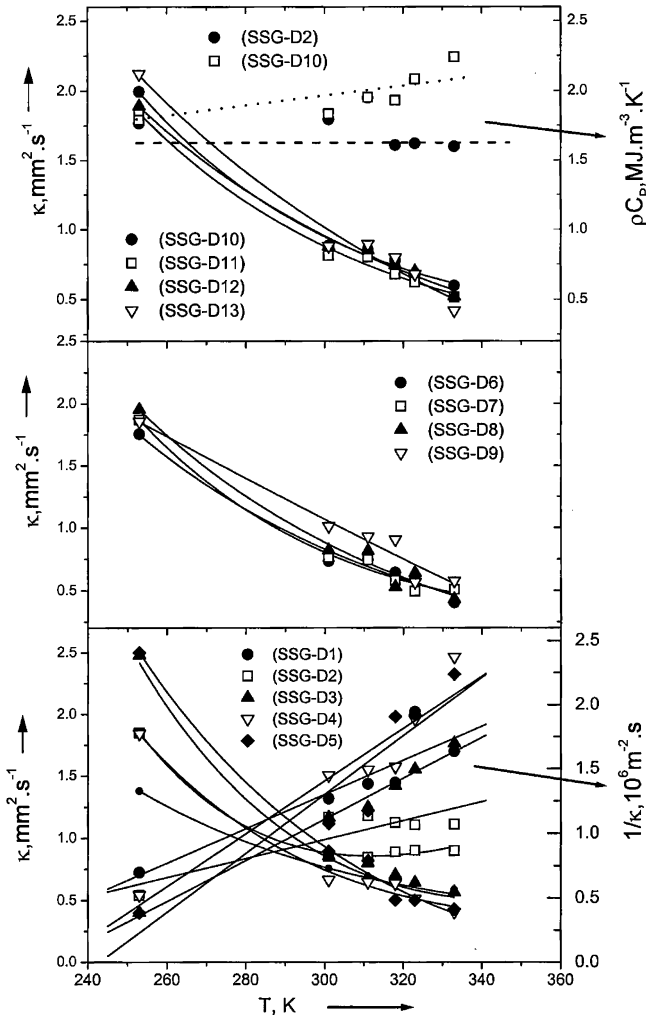 2.5
2.0
1.5
1.0
0.5
κ,mm².s⁻¹
(SSG-D2)
(SSG-D10)
(SSG-D10)
(SSG-D11)
(SSG-D12)
(SSG-D13)
2.6
2.5
2.0
1.5
1.0
0.5
ρCₚ,MJ.m⁻³.K⁻¹
2.5
2.0
1.5
1.0
0.5
κ,mm².s⁻¹
(SSG-D6)
(SSG-D7)
(SSG-D8)
(SSG-D9)
2.5
2.0
1.5
1.0
0.5
0.0
κ,mm².s⁻¹
(SSG-D1)
(SSG-D2)
(SSG-D3)
(SSG-D4)
(SSG-D5)
2.6
2.5
2.0
1.5
1.0
0.5
0.0
1/κ,10⁶m⁻².s
240 260 280 300 320 340 360
T, K